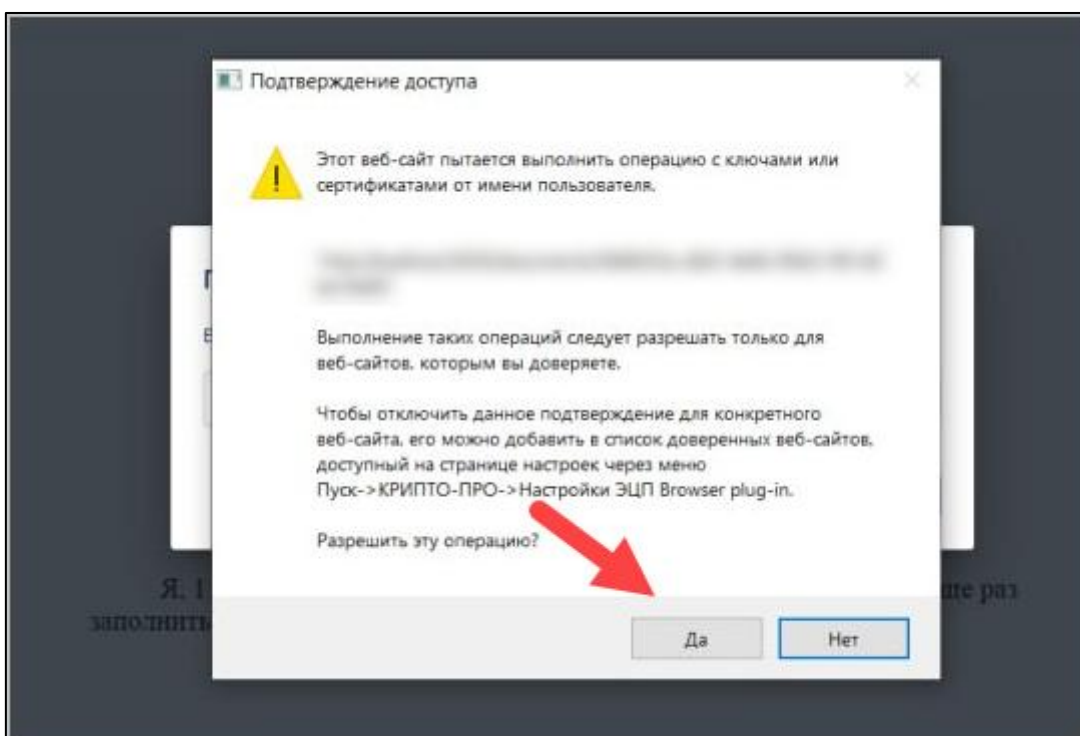 Подтверждение доступа
Этот веб-сайт пытается выполнить операцию с ключами или
сертификатами от имени пользователя.
Выполнение таких операций следует разрешать только для
веб-сайтов, которым вы доверяете.
Чтобы отключить данное подтверждение для конкретного
веб-сайта, его можно добавить в список доверенных веб-сайтов,
доступный на странице настроек через меню
Пуск->КРИПТО-ПРО->Настройки ЭЦП Browser plug-in.
Разрешить эту операцию?
Я, раз
заполнить
Да Нет